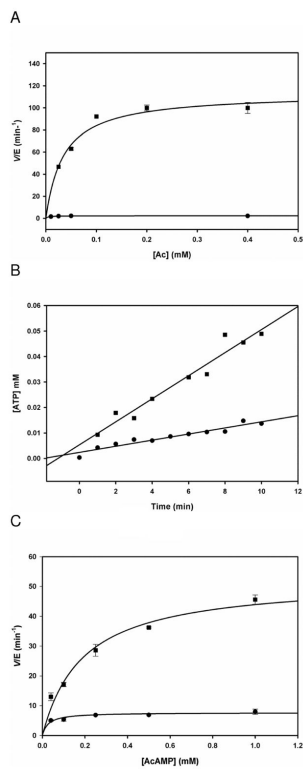 A
140
120
100
80
60
40
20
0
V/E (min-1)
0.0 0.1 0.2 0.3 0.4 0.5
[Ac] (mM)
B
0.06
0.05
0.04
0.03
0.02
0.01
0.00
[ATP] mM
0 2 4 6 8 10 12
Time (min)
C
60
50
40
30
20
10
0
V/E (min⁻¹)
0.0 0.2 0.4 0.6 0.8 1.0 1.2
[AcAMP] (mM)